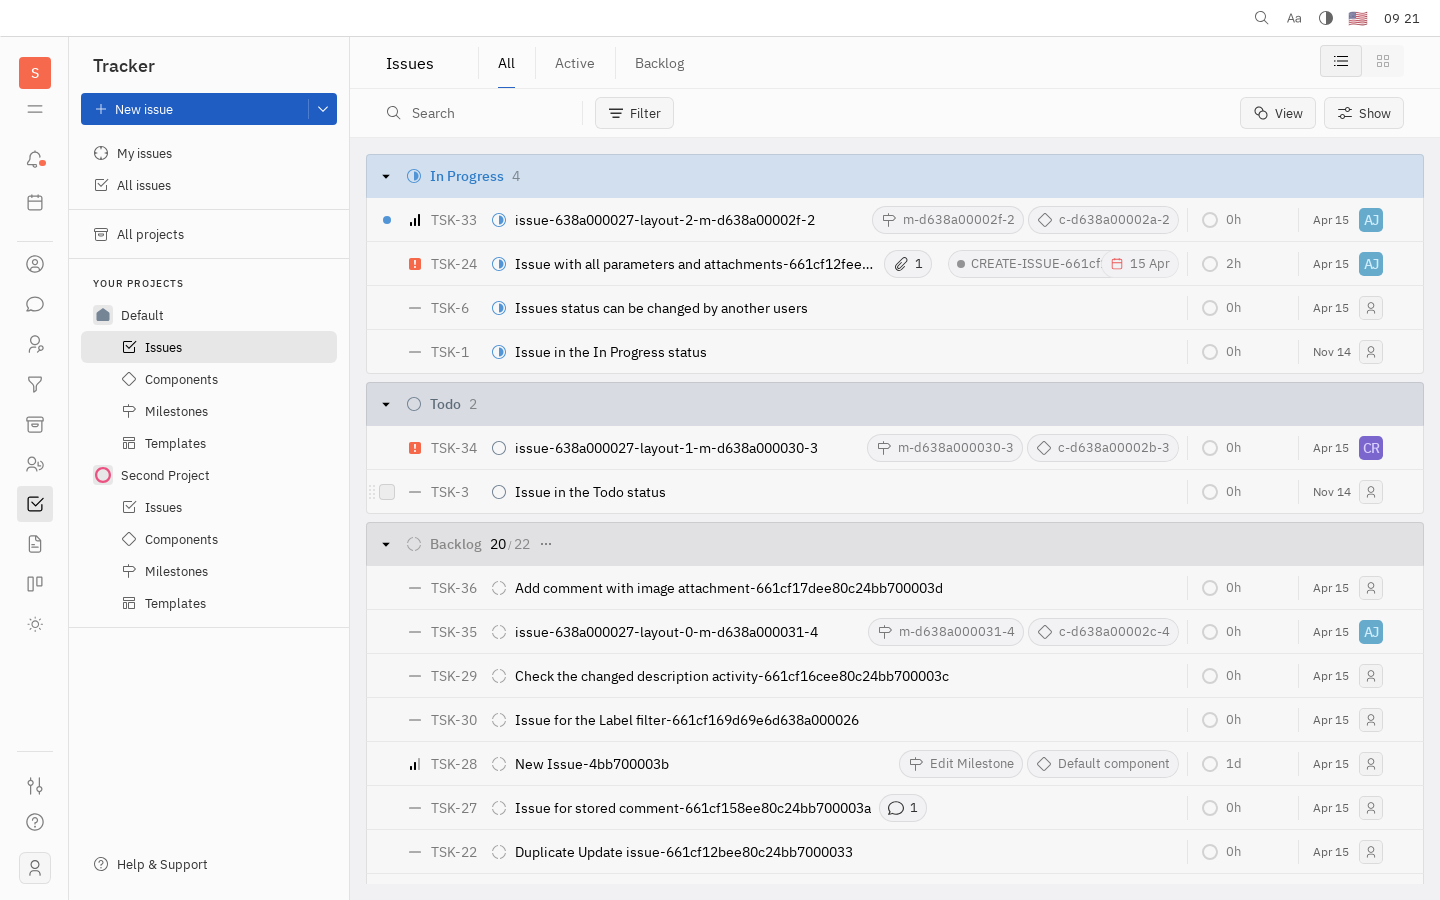 Aa 09 21
S
Tracker
New issue
My issues
All issues
All projects
YOUR PROJECTS
Default
Issues
Components
Milestones
Templates
Second Project
Issues
Components
Milestones
Templates
Help & Support
Issues All Active Backlog
Search Filter View Show
In Progress 4
TSK-33 issue-638a000027-layout-2-m-d638a00002f-2 m-d638a00002f-2 c-d638a00002a-2 0h Apr 15 AJ
TSK-24 Issue with all parameters and attachments-661cf12fee... 1 CREATE-ISSUE-661cf 15 Apr 2h Apr 15 AJ
TSK-6 Issues status can be changed by another users 0h Apr 15
TSK-1 Issue in the In Progress status 0h Nov 14
Todo 2
TSK-34 issue-638a000027-layout-1-m-d638a000030-3 m-d638a000030-3 c-d638a00002b-3 0h Apr 15 CR
TSK-3 Issue in the Todo status 0h Nov 14
Backlog 20/22 ...
TSK-36 Add comment with image attachment-661cf17dee80c24bb700003d 0h Apr 15
TSK-35 issue-638a000027-layout-0-m-d638a000031-4 m-d638a000031-4 c-d638a00002c-4 0h Apr 15 AJ
TSK-29 Check the changed description activity-661cf16cee80c24bb700003c 0h Apr 15
TSK-30 Issue for the Label filter-661cf169d69e6d638a000026 0h Apr 15
TSK-28 New Issue-4bb700003b Edit Milestone Default component 1d Apr 15
TSK-27 Issue for stored comment-661cf158ee80c24bb700003a 1 0h Apr 15
TSK-22 Duplicate Update issue-661cf12bee80c24bb7000033 0h Apr 15